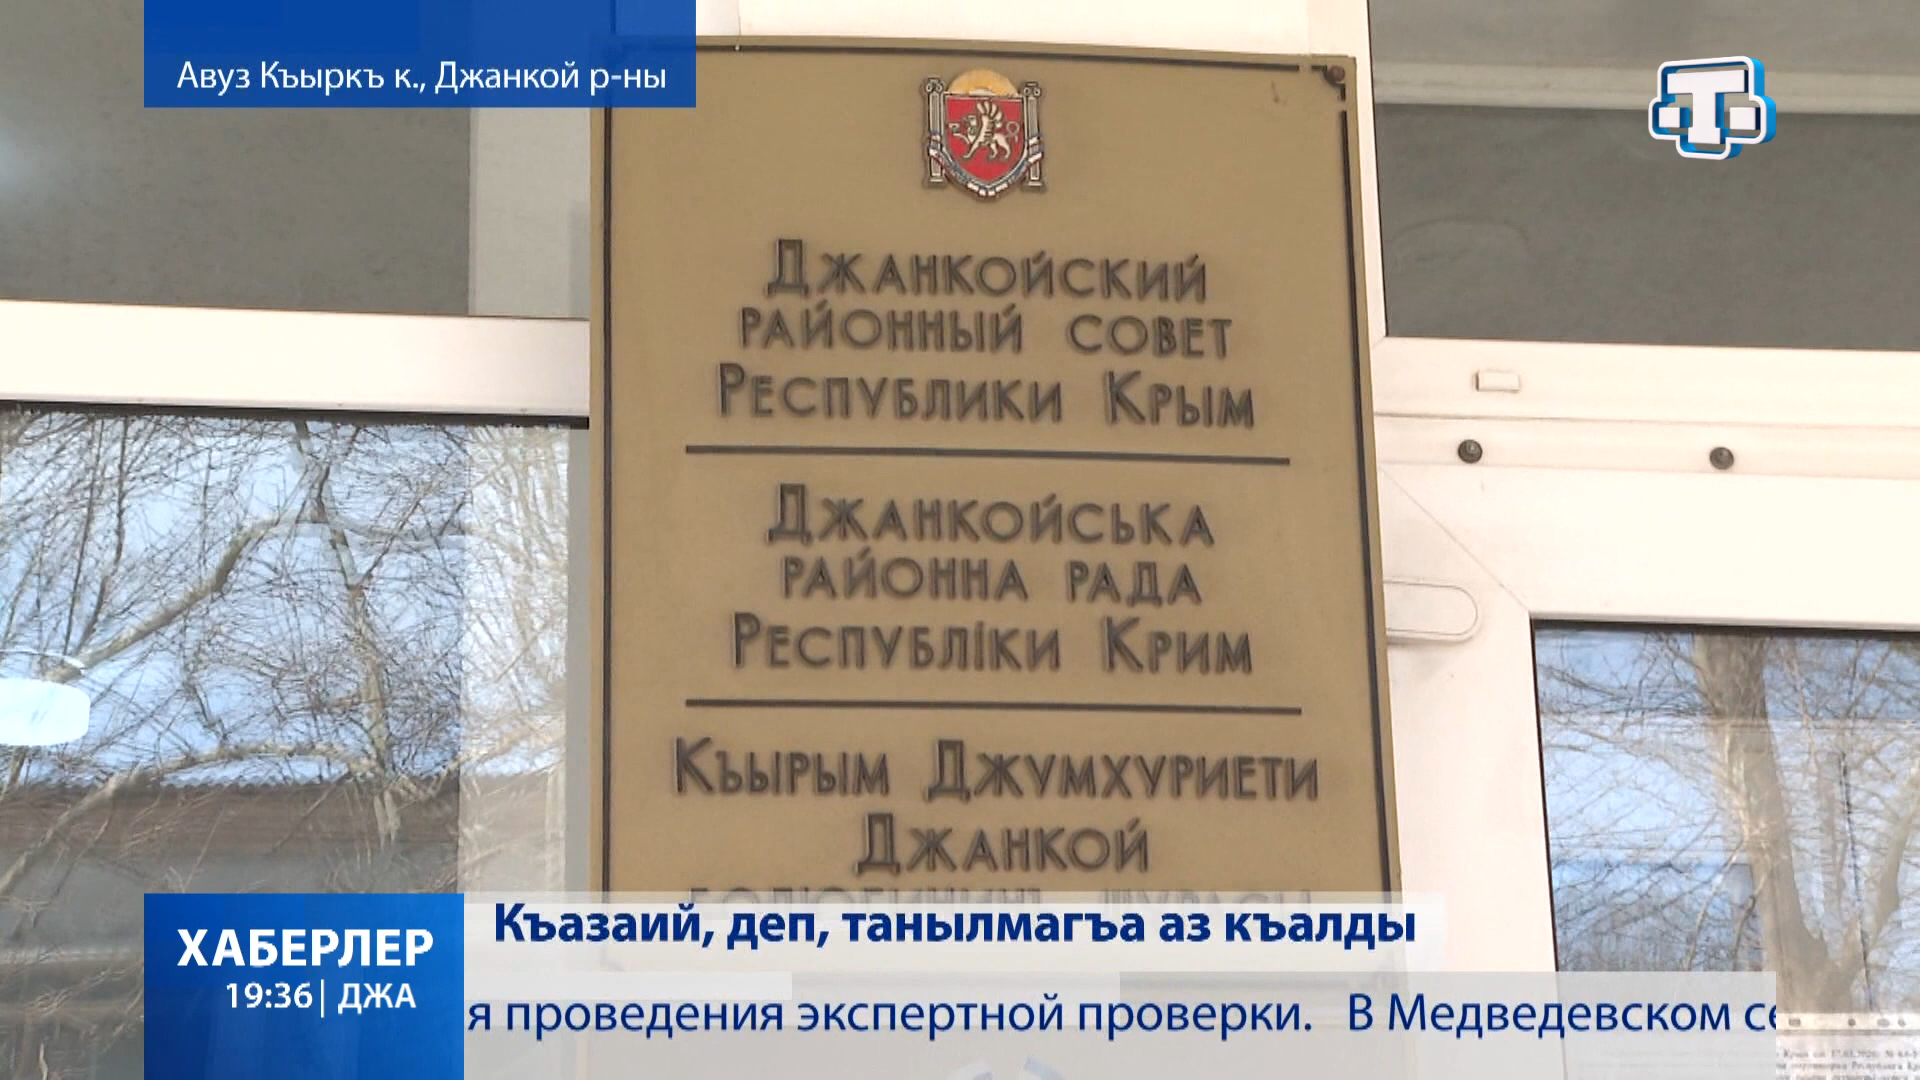 Авуз Къыркъ к., Джанкой р-ны
Т
Джанкойский
районный совет
Республики Крым
Джанкойська
районна рада
Республіки Крим
Къырым Джумхуриети
Джанкой
Къазаий, деп, танылмагъа аз къалды
ХАБЕРЛЕР
19:36| ДЖА
я проведения экспертной проверки. В Медведевском се